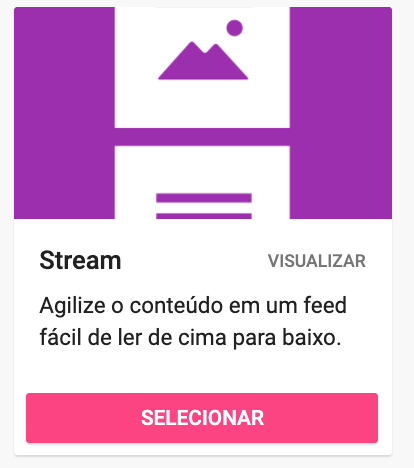 Stream
VISUALIZAR
Agilize o conteúdo em um feed
fácil de ler de cima para baixo.
SELECIONAR